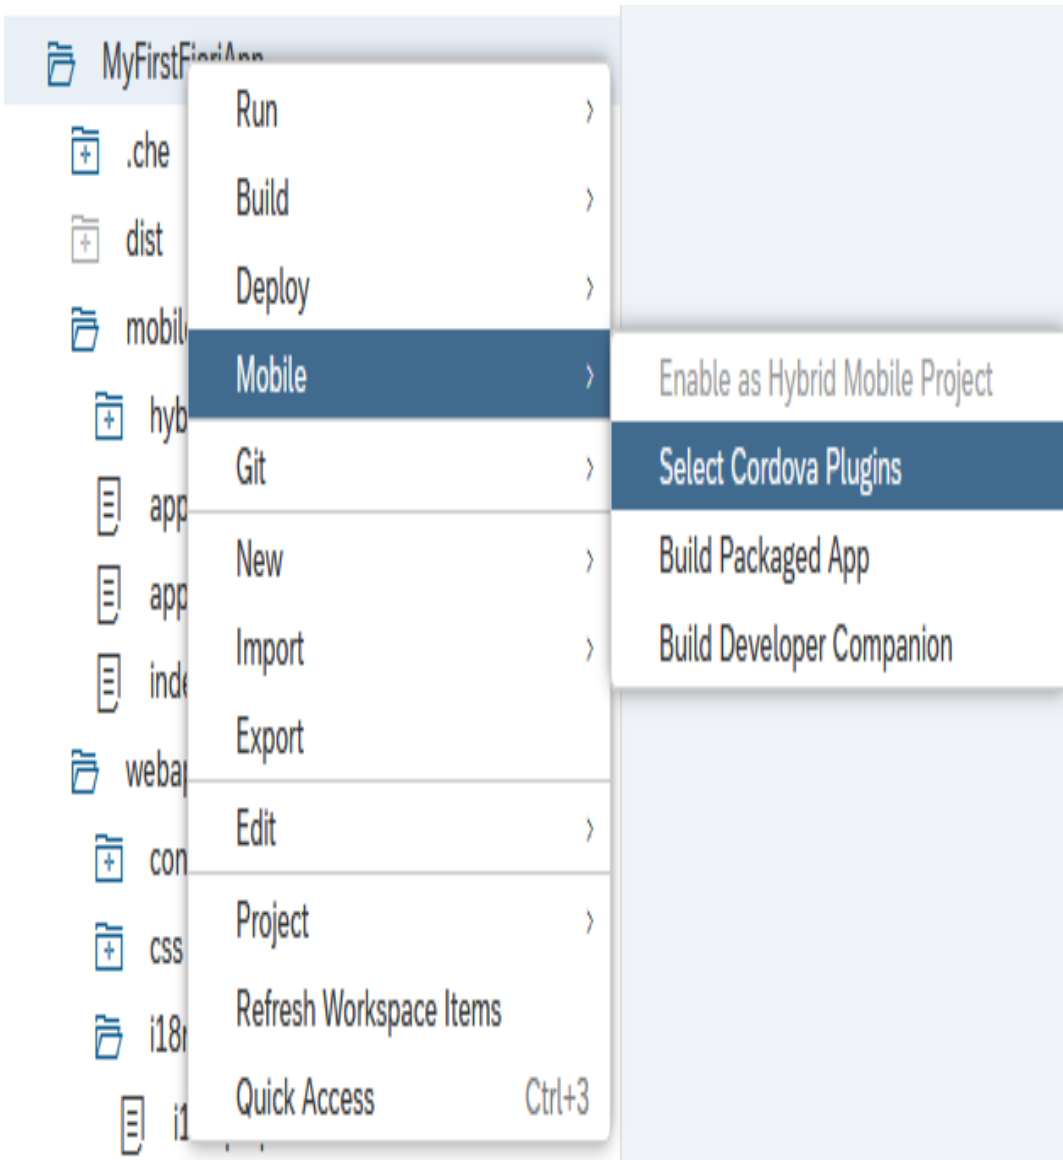 MyFirstFioriApp
.che
dist
Run
Build
Deploy
Mobile
Git
New
Import
Export
Edit
Project
Refresh Workspace Items
Quick Access Ctrl+3
Enable as Hybrid Mobile Project
Select Cordova Plugins
Build Packaged App
Build Developer Companion
css